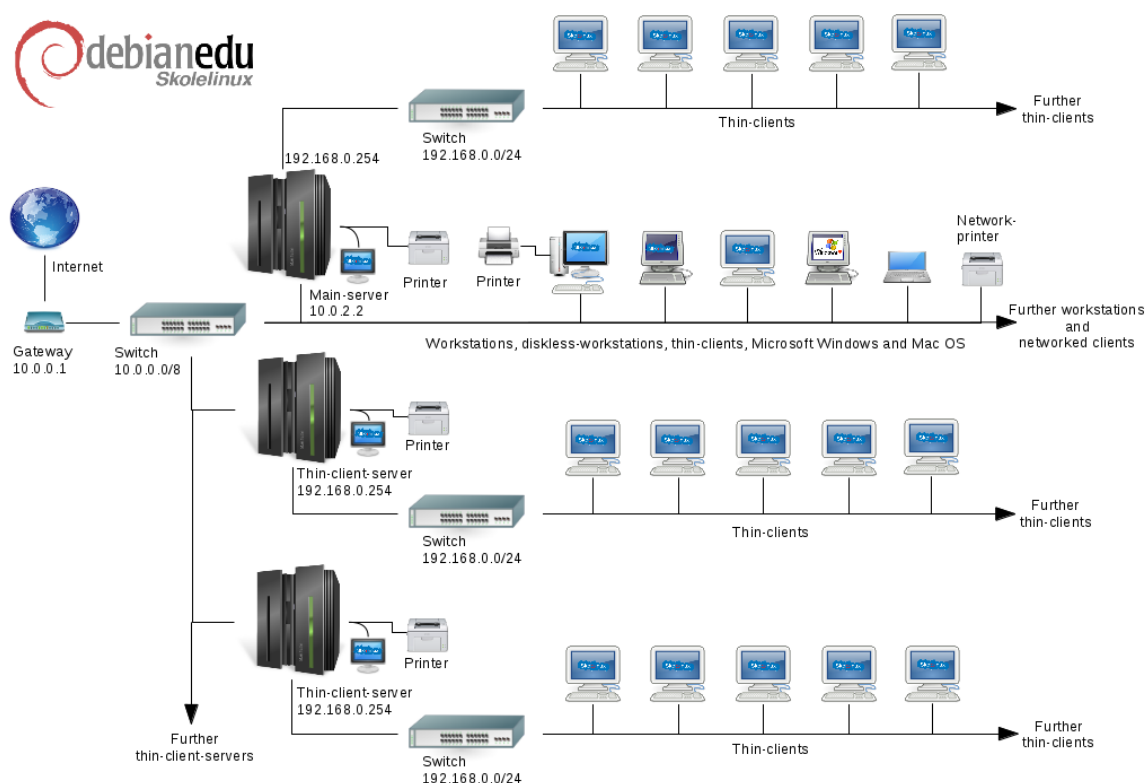 debianedu
Skolelinux
Thin-clients
Further
thin-clients
Switch
192.168.0.0/24
192.168.0.254
Internet
Printer
Printer
Network-
printer
Windows
Main-server
10.0.2.2
Further workstations
and
networked clients
Gateway
10.0.0.1
Switch
10.0.0.0/8
Workstations, diskless-workstations, thin-clients, Microsoft Windows and Mac OS
Printer
Thin-client-server
192.168.0.254
Switch
192.168.0.0/24
Thin-clients
Further
thin-clients
Printer
Thin-client-server
192.168.0.254
Switch
192.168.0.0/24
Thin-clients
Further
thin-clients
Further
thin-client-servers